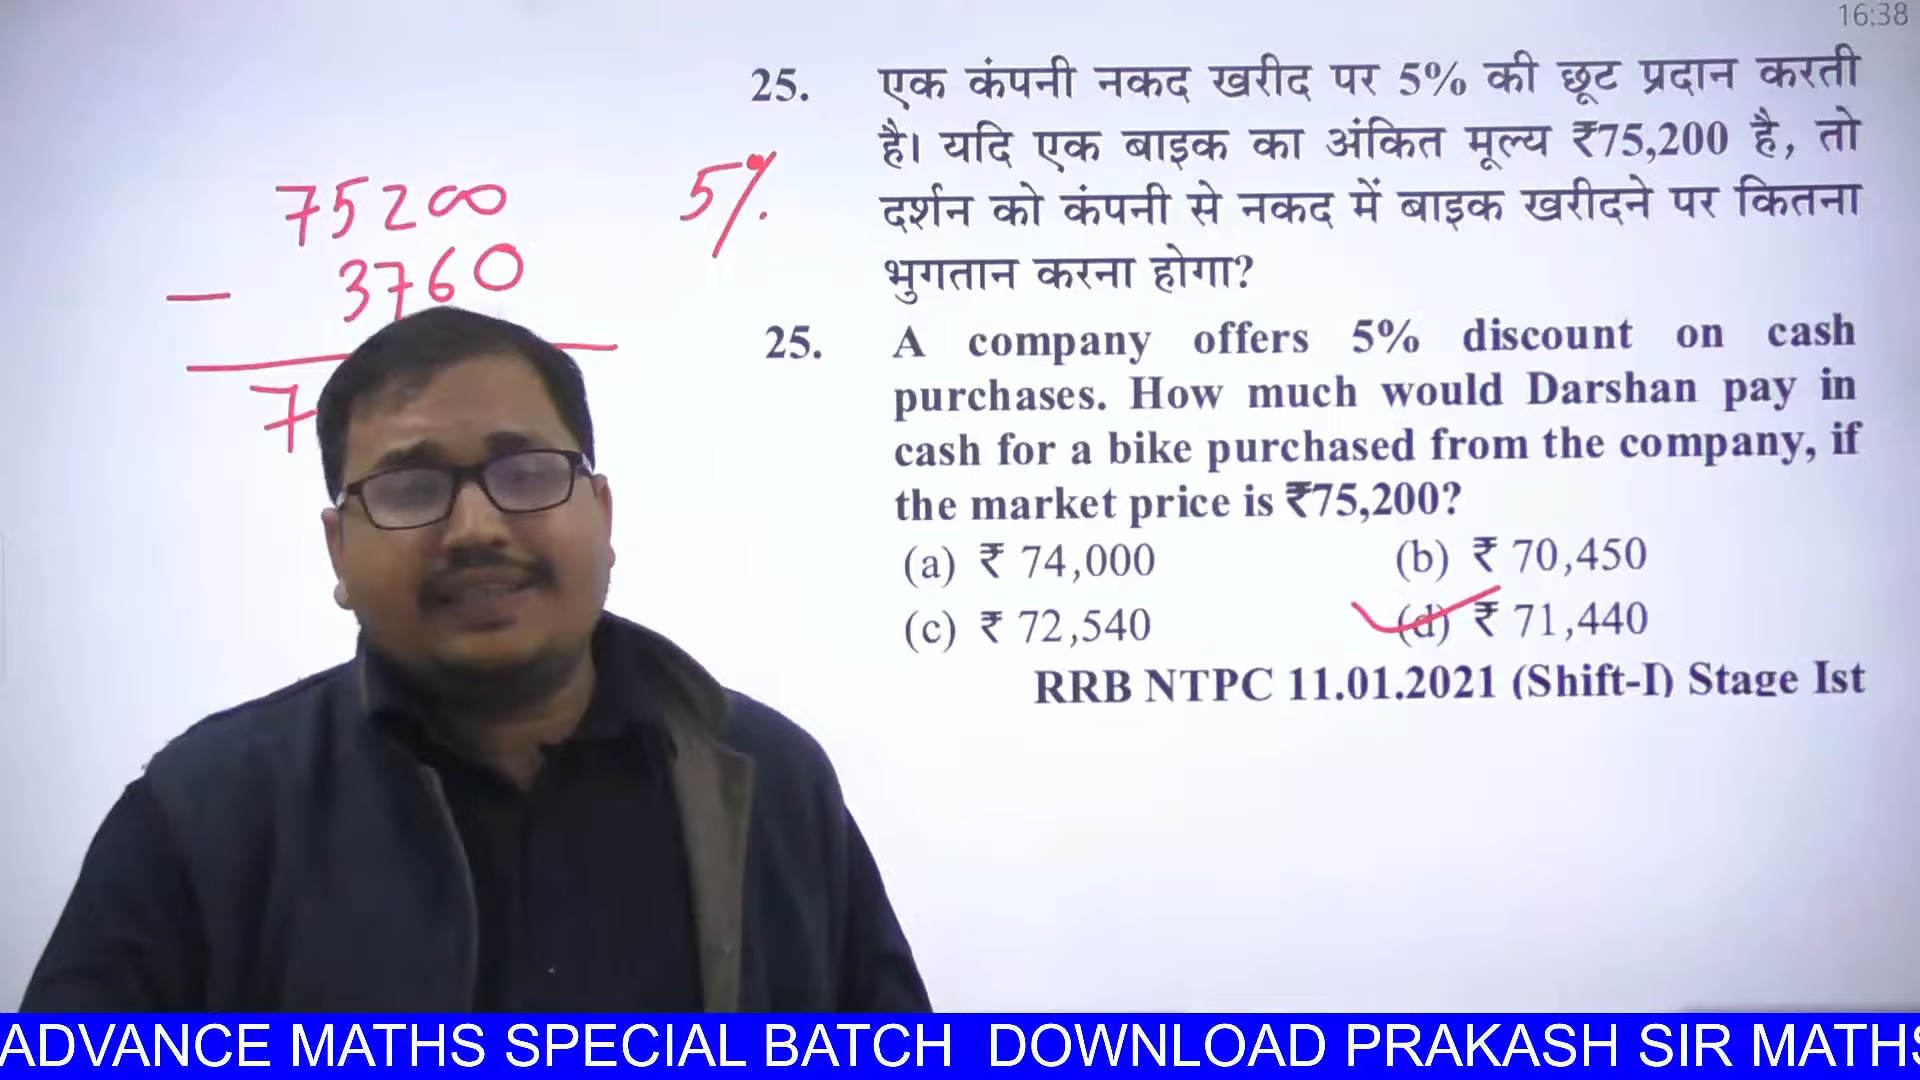 16:38
75200
5%
- 3760
7
25. एक कंपनी नकद खरीद पर 5% की छूट प्रदान करती
है। यदि एक बाइक का अंकित मूल्य ₹75,200 है, तो
दर्शन को कंपनी से नकद में बाइक खरीदने पर कितना
भुगतान करना होगा?
25. A company offers 5% discount on cash
purchases. How much would Darshan pay in
cash for a bike purchased from the company, if
the market price is ₹75,200?
(a) ₹ 74,000 (b) ₹ 70,450
(c) ₹ 72,540 (d) ₹ 71,440
RRB NTPC 11.01.2021 (Shift-I) Stage Ist
ADVANCE MATHS SPECIAL BATCH DOWNLOAD PRAKASH SIR MATHS